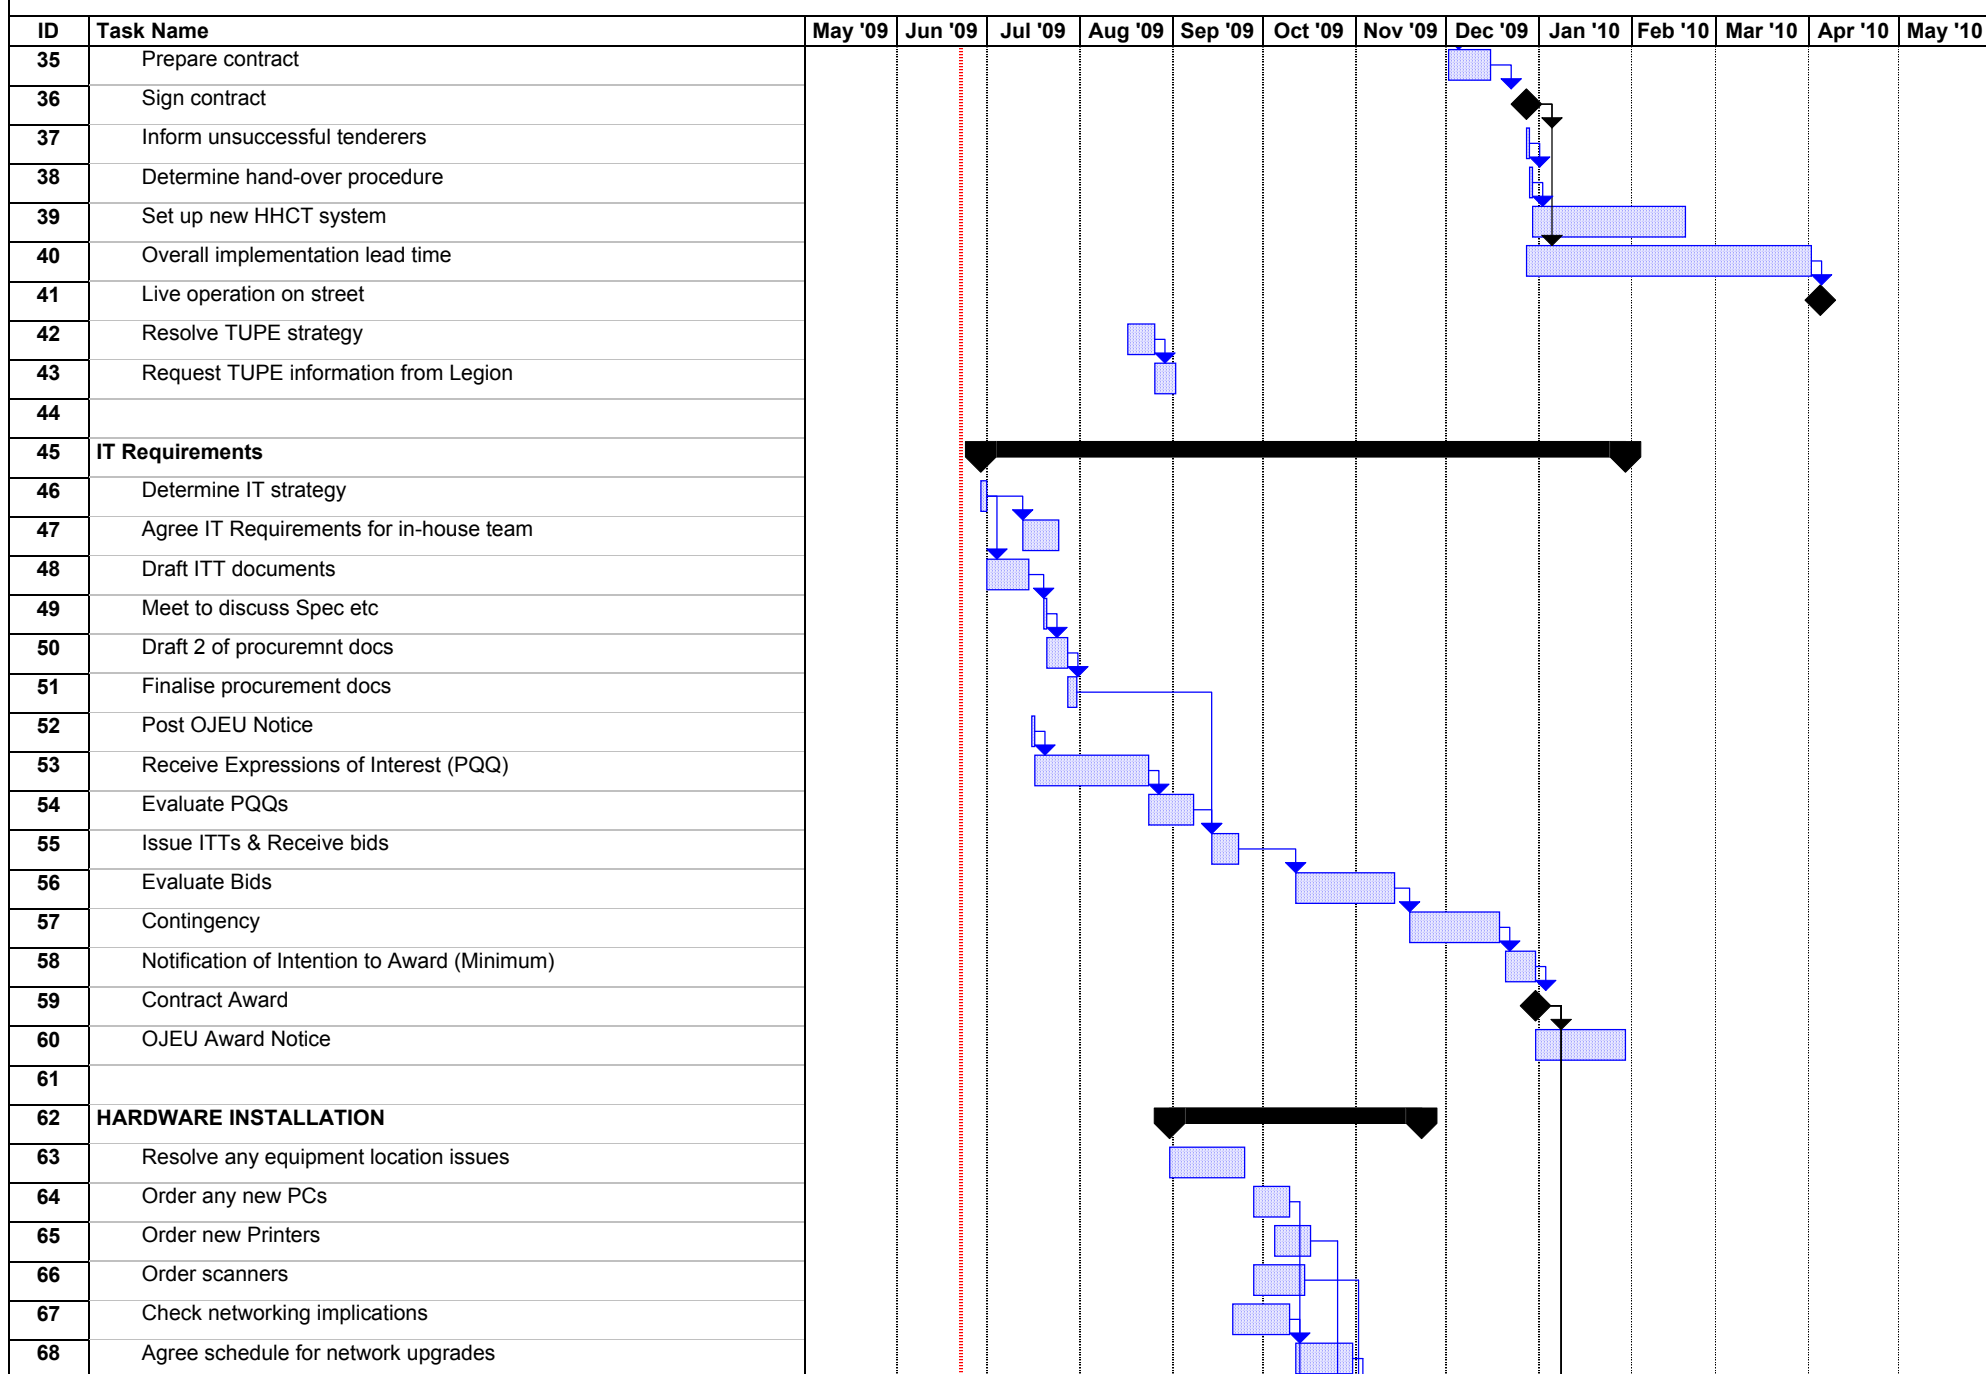 ID Task Name May '09 Jun '09 Jul '09 Aug '09 Sep '09 Oct '09 Nov '09 Dec '09 Jan '10 Feb '10 Mar '10 Apr '10 May '10
35 Prepare contract
36 Sign contract
37 Inform unsuccessful tenderers
38 Determine hand-over procedure
39 Set up new HHCT system
40 Overall implementation lead time
41 Live operation on street
42 Resolve TUPE strategy
43 Request TUPE information from Legion
44
45 IT Requirements
46 Determine IT strategy
47 Agree IT Requirements for in-house team
48 Draft ITT documents
49 Meet to discuss Spec etc
50 Draft 2 of procuremnt docs
51 Finalise procurement docs
52 Post OJEU Notice
53 Receive Expressions of Interest (PQQ)
54 Evaluate PQQs
55 Issue ITTs & Receive bids
56 Evaluate Bids
57 Contingency
58 Notification of Intention to Award (Minimum)
59 Contract Award
60 OJEU Award Notice
61
62 HARDWARE INSTALLATION
63 Resolve any equipment location issues
64 Order any new PCs
65 Order new Printers
66 Order scanners
67 Check networking implications
68 Agree schedule for network upgrades